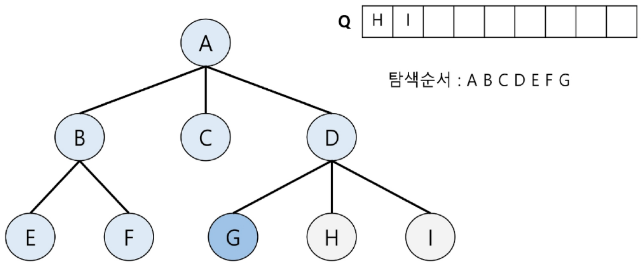 Q H I
A
탐색순서 : A B C D E F G
B C D
E F G H I